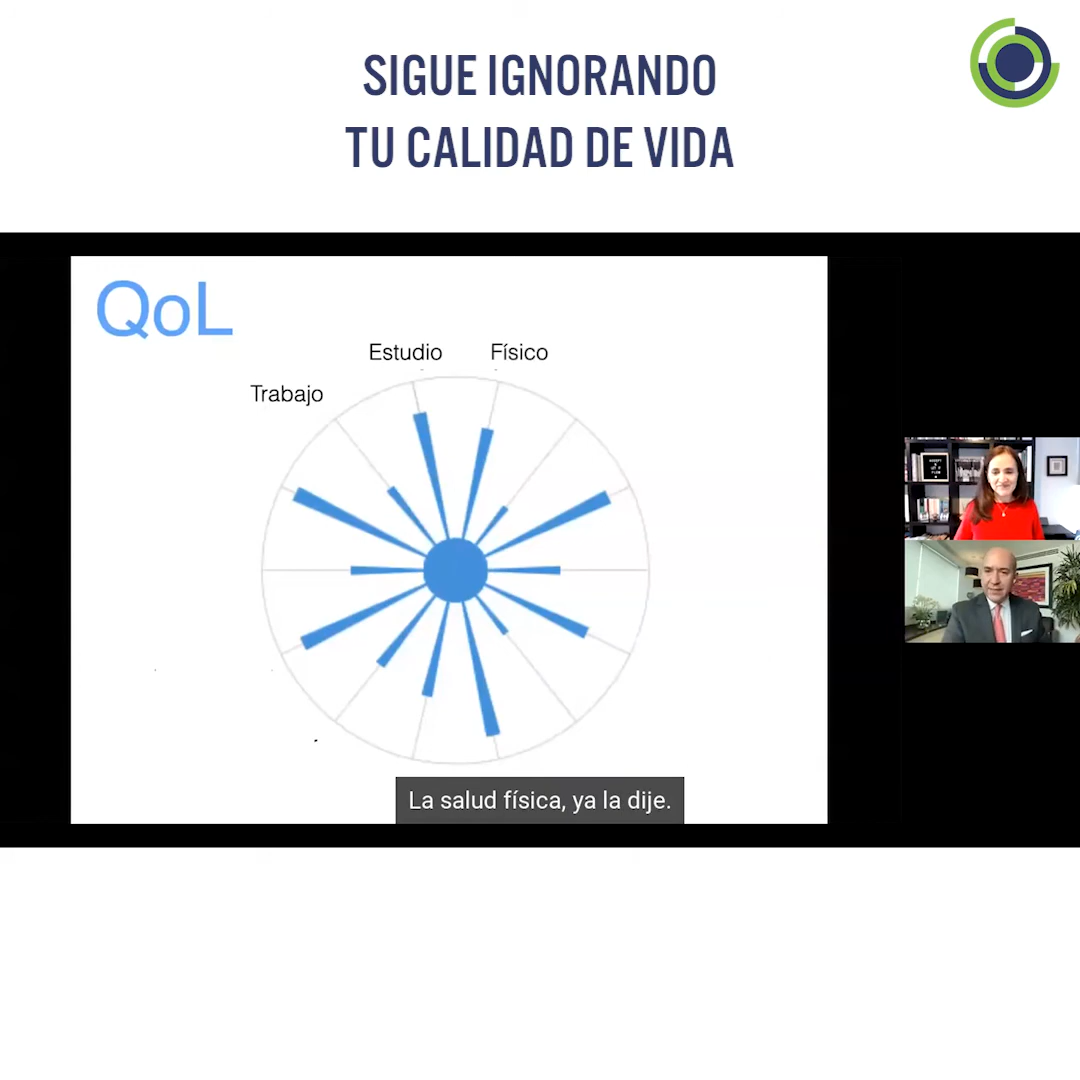 SIGUE IGNORANDO
TU CALIDAD DE VIDA
QoL
Estudio
Físico
Trabajo
La salud física, ya la dije.